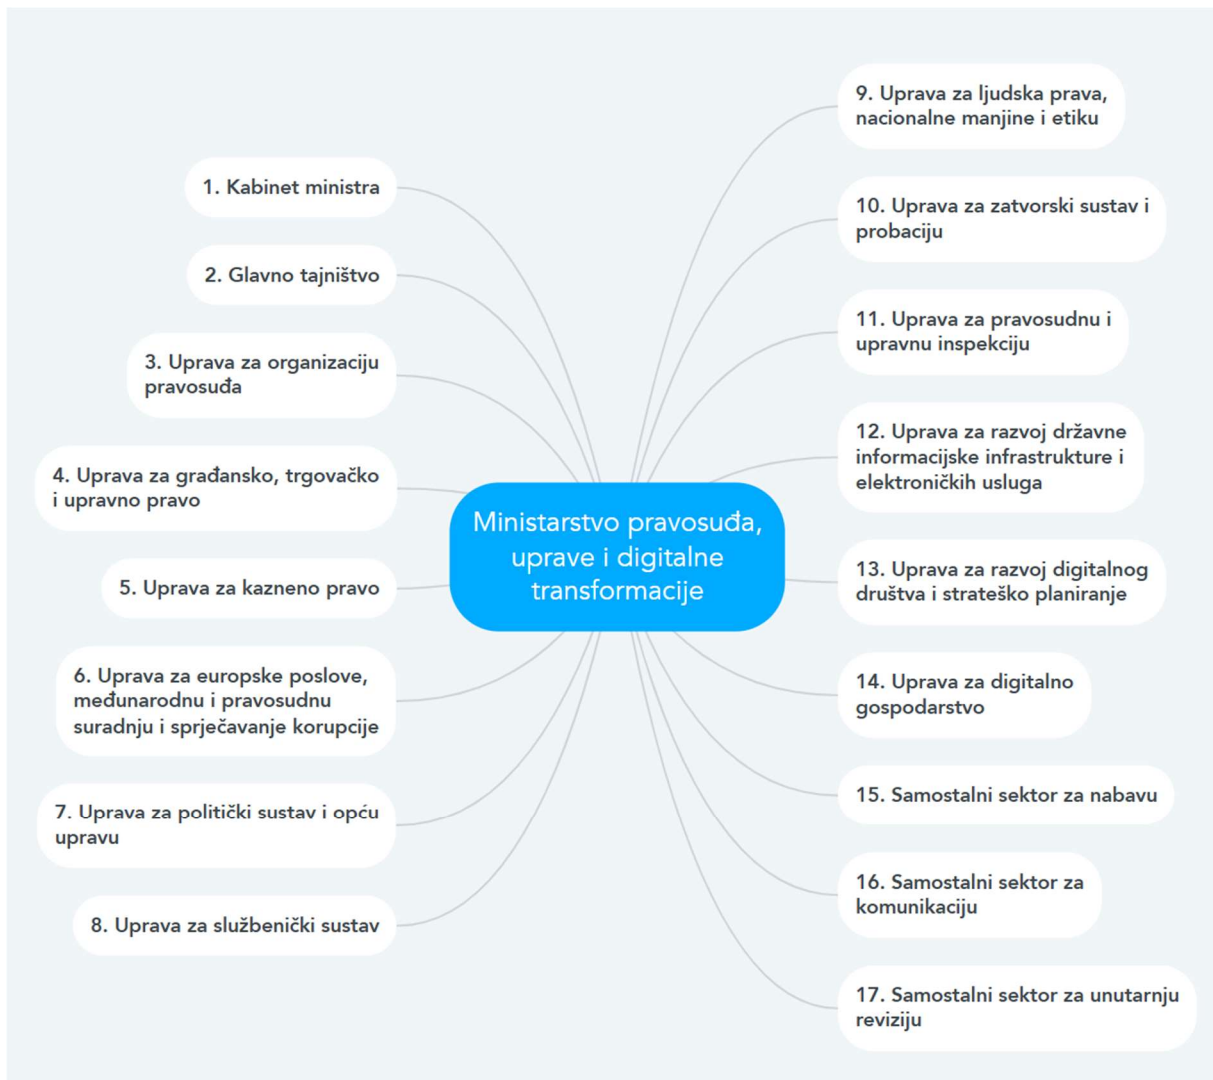 1. Kabinet ministra
2. Glavno tajništvo
3. Uprava za organizaciju
pravosuđa
4. Uprava za građansko, trgovačko
i upravno pravo
5. Uprava za kazneno pravo
6. Uprava za europske poslove,
međunarodnu i pravosudnu
suradnju i sprječavanje korupcije
7. Uprava za politički sustav i opću
upravu
8. Uprava za službenički sustav
Ministarstvo pravosuđa,
uprave i digitalne
transformacije
9. Uprava za ljudska prava,
nacionalne manjine i etiku
10. Uprava za zatvorski sustav i
probaciju
11. Uprava za pravosudnu i
upravnu inspekciju
12. Uprava za razvoj državne
informacijske infrastrukture i
elektroničkih usluga
13. Uprava za razvoj digitalnog
društva i strateško planiranje
14. Uprava za digitalno
gospodarstvo
15. Samostalni sektor za nabavu
16. Samostalni sektor za
komunikaciju
17. Samostalni sektor za unutarnju
reviziju